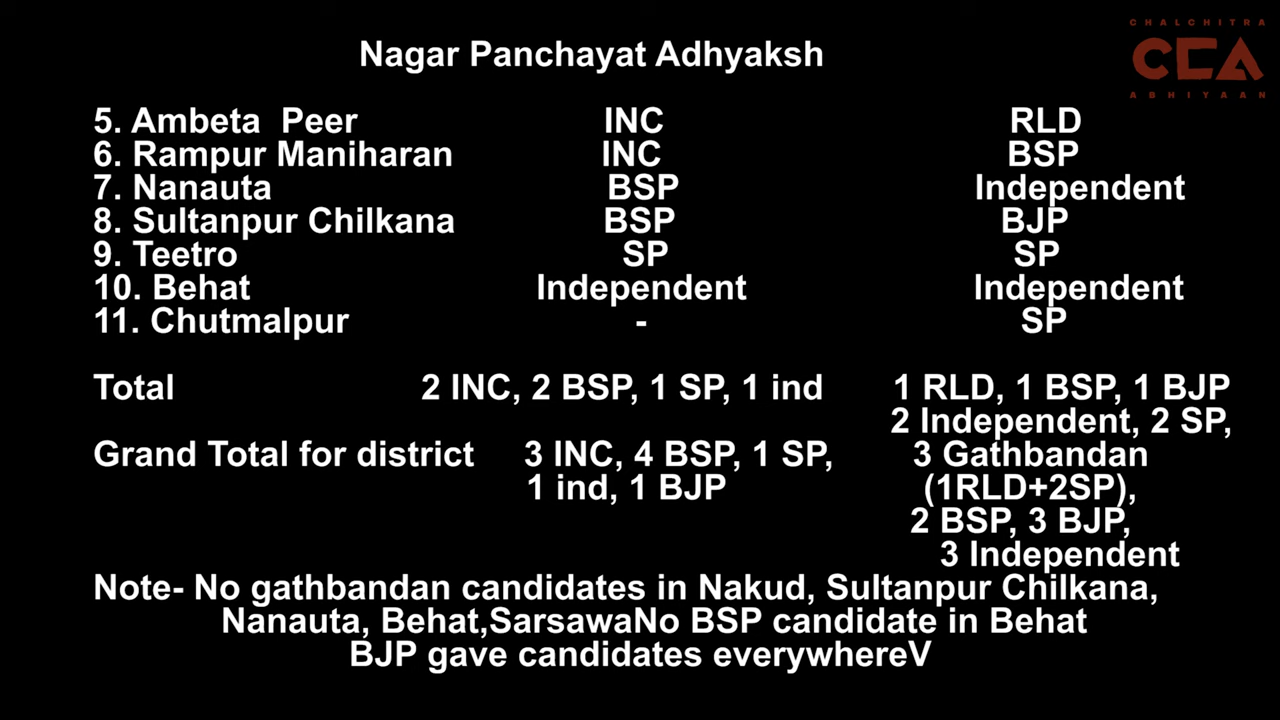 CHALCHITRA
CCA
ABHIYAAN
Nagar Panchayat Adhyaksh
5. Ambeta Peer INC RLD
6. Rampur Maniharan INC BSP
7. Nanauta BSP Independent
8. Sultanpur Chilkana BSP BJP
9. Teetro SP SP
10. Behat Independent Independent
11. Chutmalpur - SP
Total 2 INC, 2 BSP, 1 SP, 1 ind 1 RLD, 1 BSP, 1 BJP
2 Independent, 2 SP,
Grand Total for district 3 INC, 4 BSP, 1 SP, 3 Gathbandan
1 ind, 1 BJP (1RLD+2SP),
2 BSP, 3 BJP,
3 Independent
Note- No gathbandan candidates in Nakud, Sultanpur Chilkana,
Nanauta, Behat,SarsawaNo BSP candidate in Behat
BJP gave candidates everywhereV